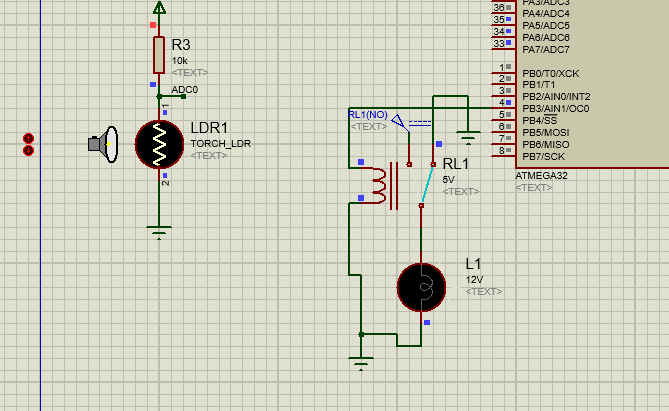 PA3/ADC3
36 PA4/ADC4
35 PA5/ADC5
34 PA6/ADC6
33 PA7/ADC7
R3
10k
<TEXT>
1 PB0/T0/XCK
2 PB1/T1
3 PB2/AIN0/INT2
4 PB3/AIN1/OC0
5 PB4/SS
6 PB5/MOSI
7 PB6/MISO
8 PB7/SCK
ATMEGA32
<TEXT>
ADC0
1
LDR1
TORCH_LDR
<TEXT>
2
RL1(NO)
<TEXT>
RL1
5V
<TEXT>
L1
12V
<TEXT>